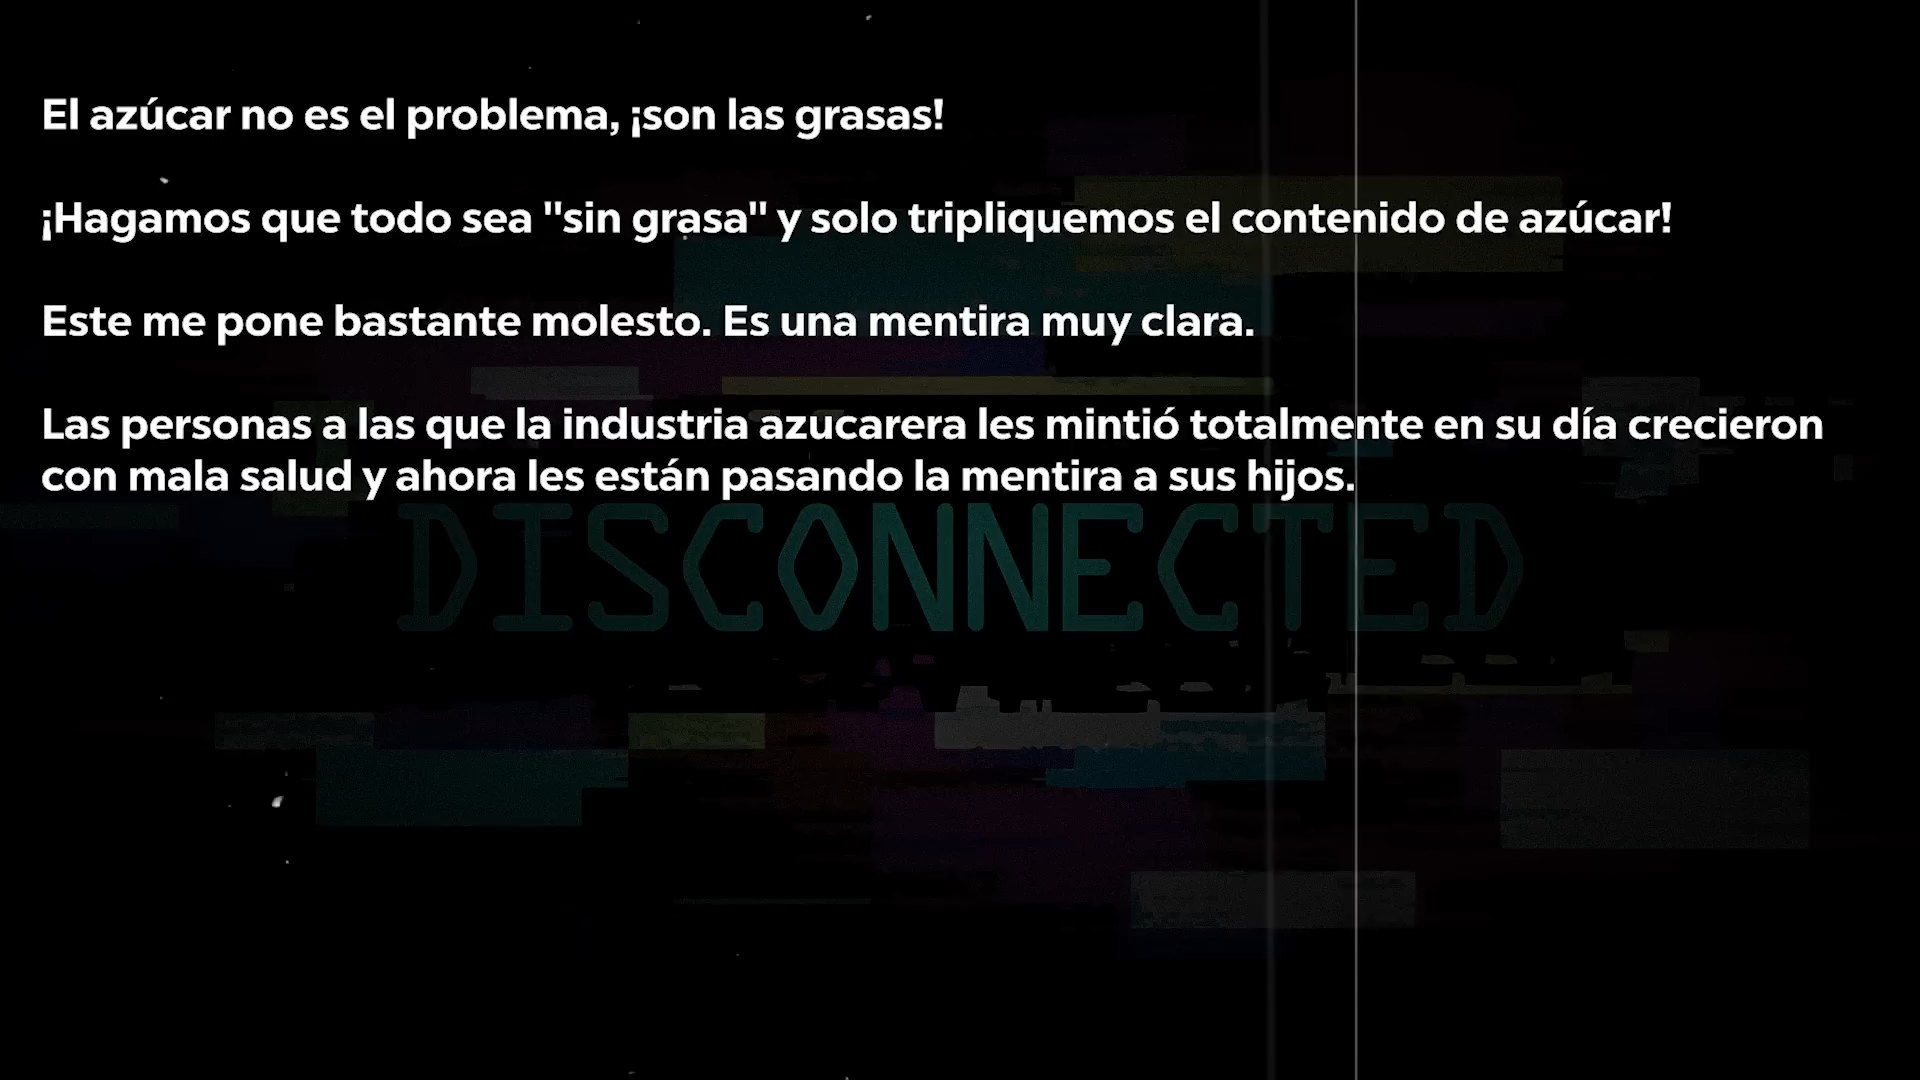 El azúcar no es el problema, ¡son las grasas!
¡Hagamos que todo sea "sin grasa" y solo tripliquemos el contenido de azúcar!
Este me pone bastante molesto. Es una mentira muy clara.
Las personas a las que la industria azucarera les mintió totalmente en su día crecieron
con mala salud y ahora les están pasando la mentira a sus hijos.
DISCONNECTED